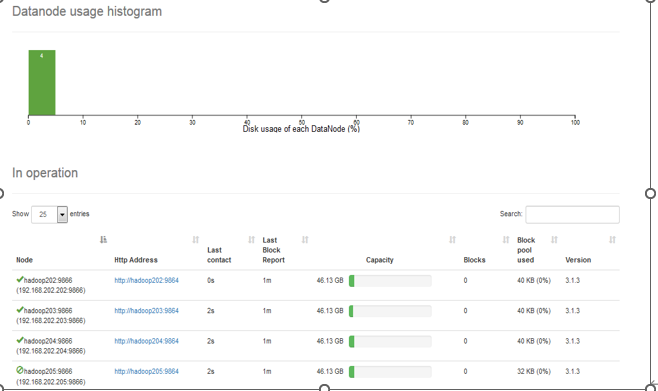 Datanode usage histogram
4
0 10 20 30 40 50 60 70 80 90 100
Disk usage of each DataNode (%)
In operation
Show 25 entries Search:
Node Http Address Last contact Last Block Report Capacity Blocks Block pool used Version
hadoop202:9866 http://hadoop202:9864 0s 1m 46.13 GB 0 40 KB (0%) 3.1.3
(192.168.202.202:9866)
hadoop203:9866 http://hadoop203:9864 2s 1m 46.13 GB 0 40 KB (0%) 3.1.3
(192.168.202.203:9866)
hadoop204:9866 http://hadoop204:9864 2s 1m 46.13 GB 0 40 KB (0%) 3.1.3
(192.168.202.204:9866)
hadoop205:9866 http://hadoop205:9864 2s 1m 46.13 GB 0 32 KB (0%) 3.1.3
(192.168.202.205:9866)